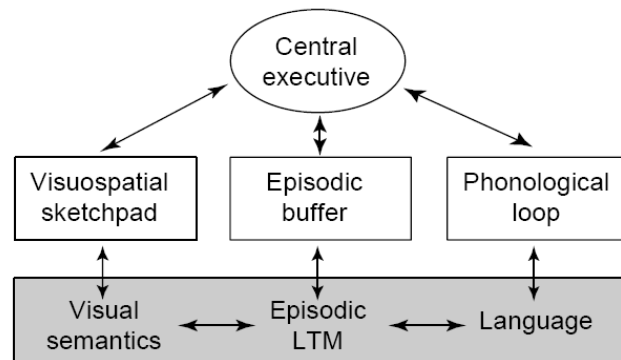 Central
executive
Visuospatial
sketchpad
Episodic
buffer
Phonological
loop
Visual
semantics
Episodic
LTM
Language